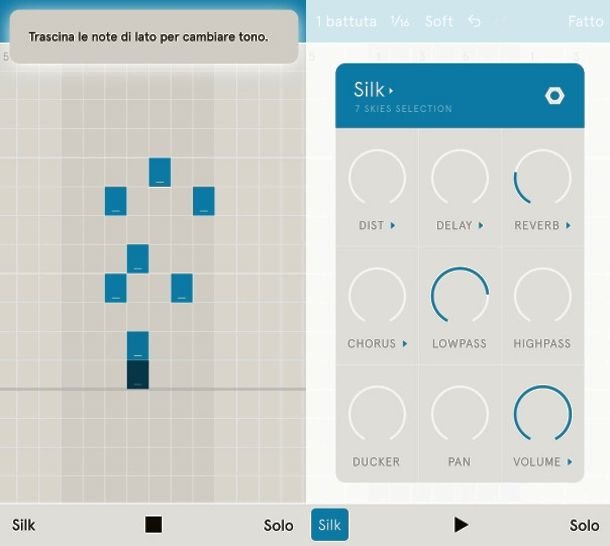 Trascina le note di lato per cambiare tono.
5
Silk
Solo
1 battuta 1/16 Soft Fatto
Silk
7 SKIES SELECTION
DIST DELAY REVERB
CHORUS LOWPASS HIGHPASS
DUCKER PAN VOLUME
Silk
Solo